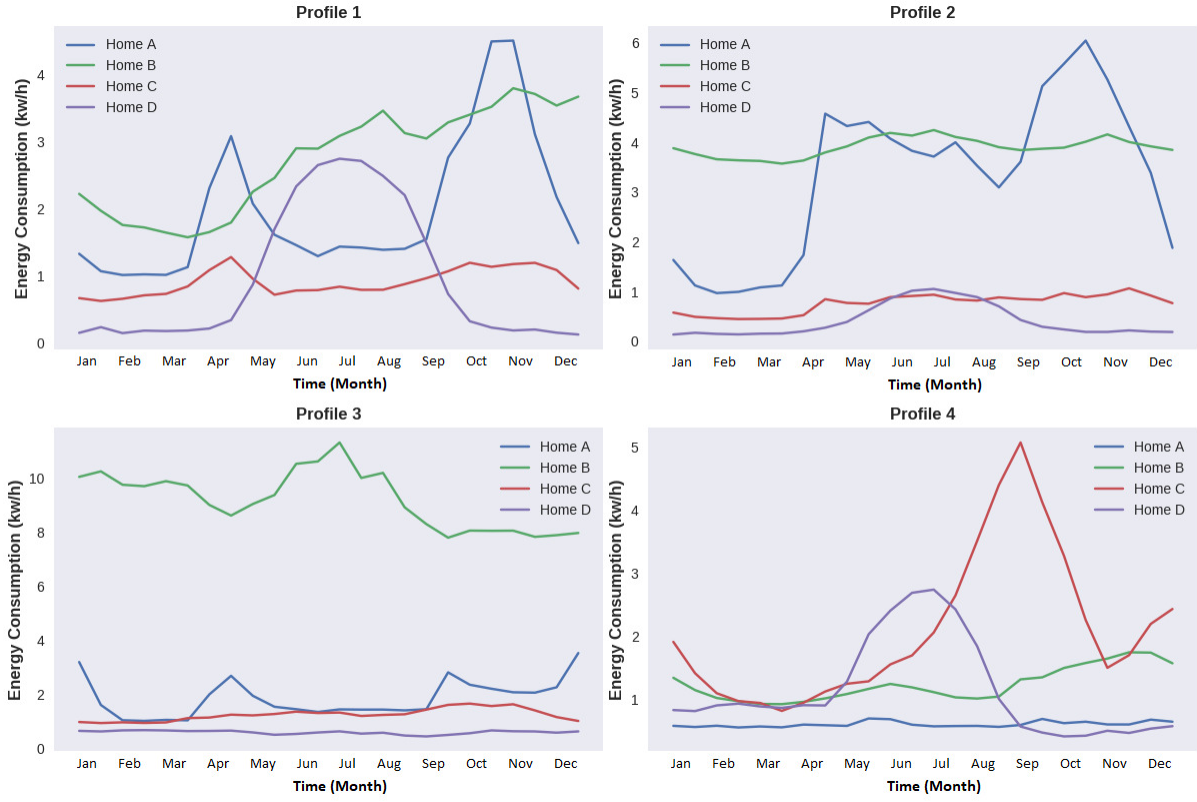 Profile 1
Energy Consumption (kw/h)
Home A
Home B
Home C
Home D
4
3
2
1
0
Jan Feb Mar Apr May Jun Jul Aug Sep Oct Nov Dec
Time (Month)
Profile 2
Energy Consumption (kw/h)
Home A
Home B
Home C
Home D
6
5
4
3
2
1
0
Jan Feb Mar Apr May Jun Jul Aug Sep Oct Nov Dec
Time (Month)
Profile 3
Energy Consumption (kw/h)
Home A
Home B
Home C
Home D
10
8
6
4
2
0
Jan Feb Mar Apr May Jun Jul Aug Sep Oct Nov Dec
Time (Month)
Profile 4
Energy Consumption (kw/h)
Home A
Home B
Home C
Home D
5
4
3
2
1
Jan Feb Mar Apr May Jun Jul Aug Sep Oct Nov Dec
Time (Month)